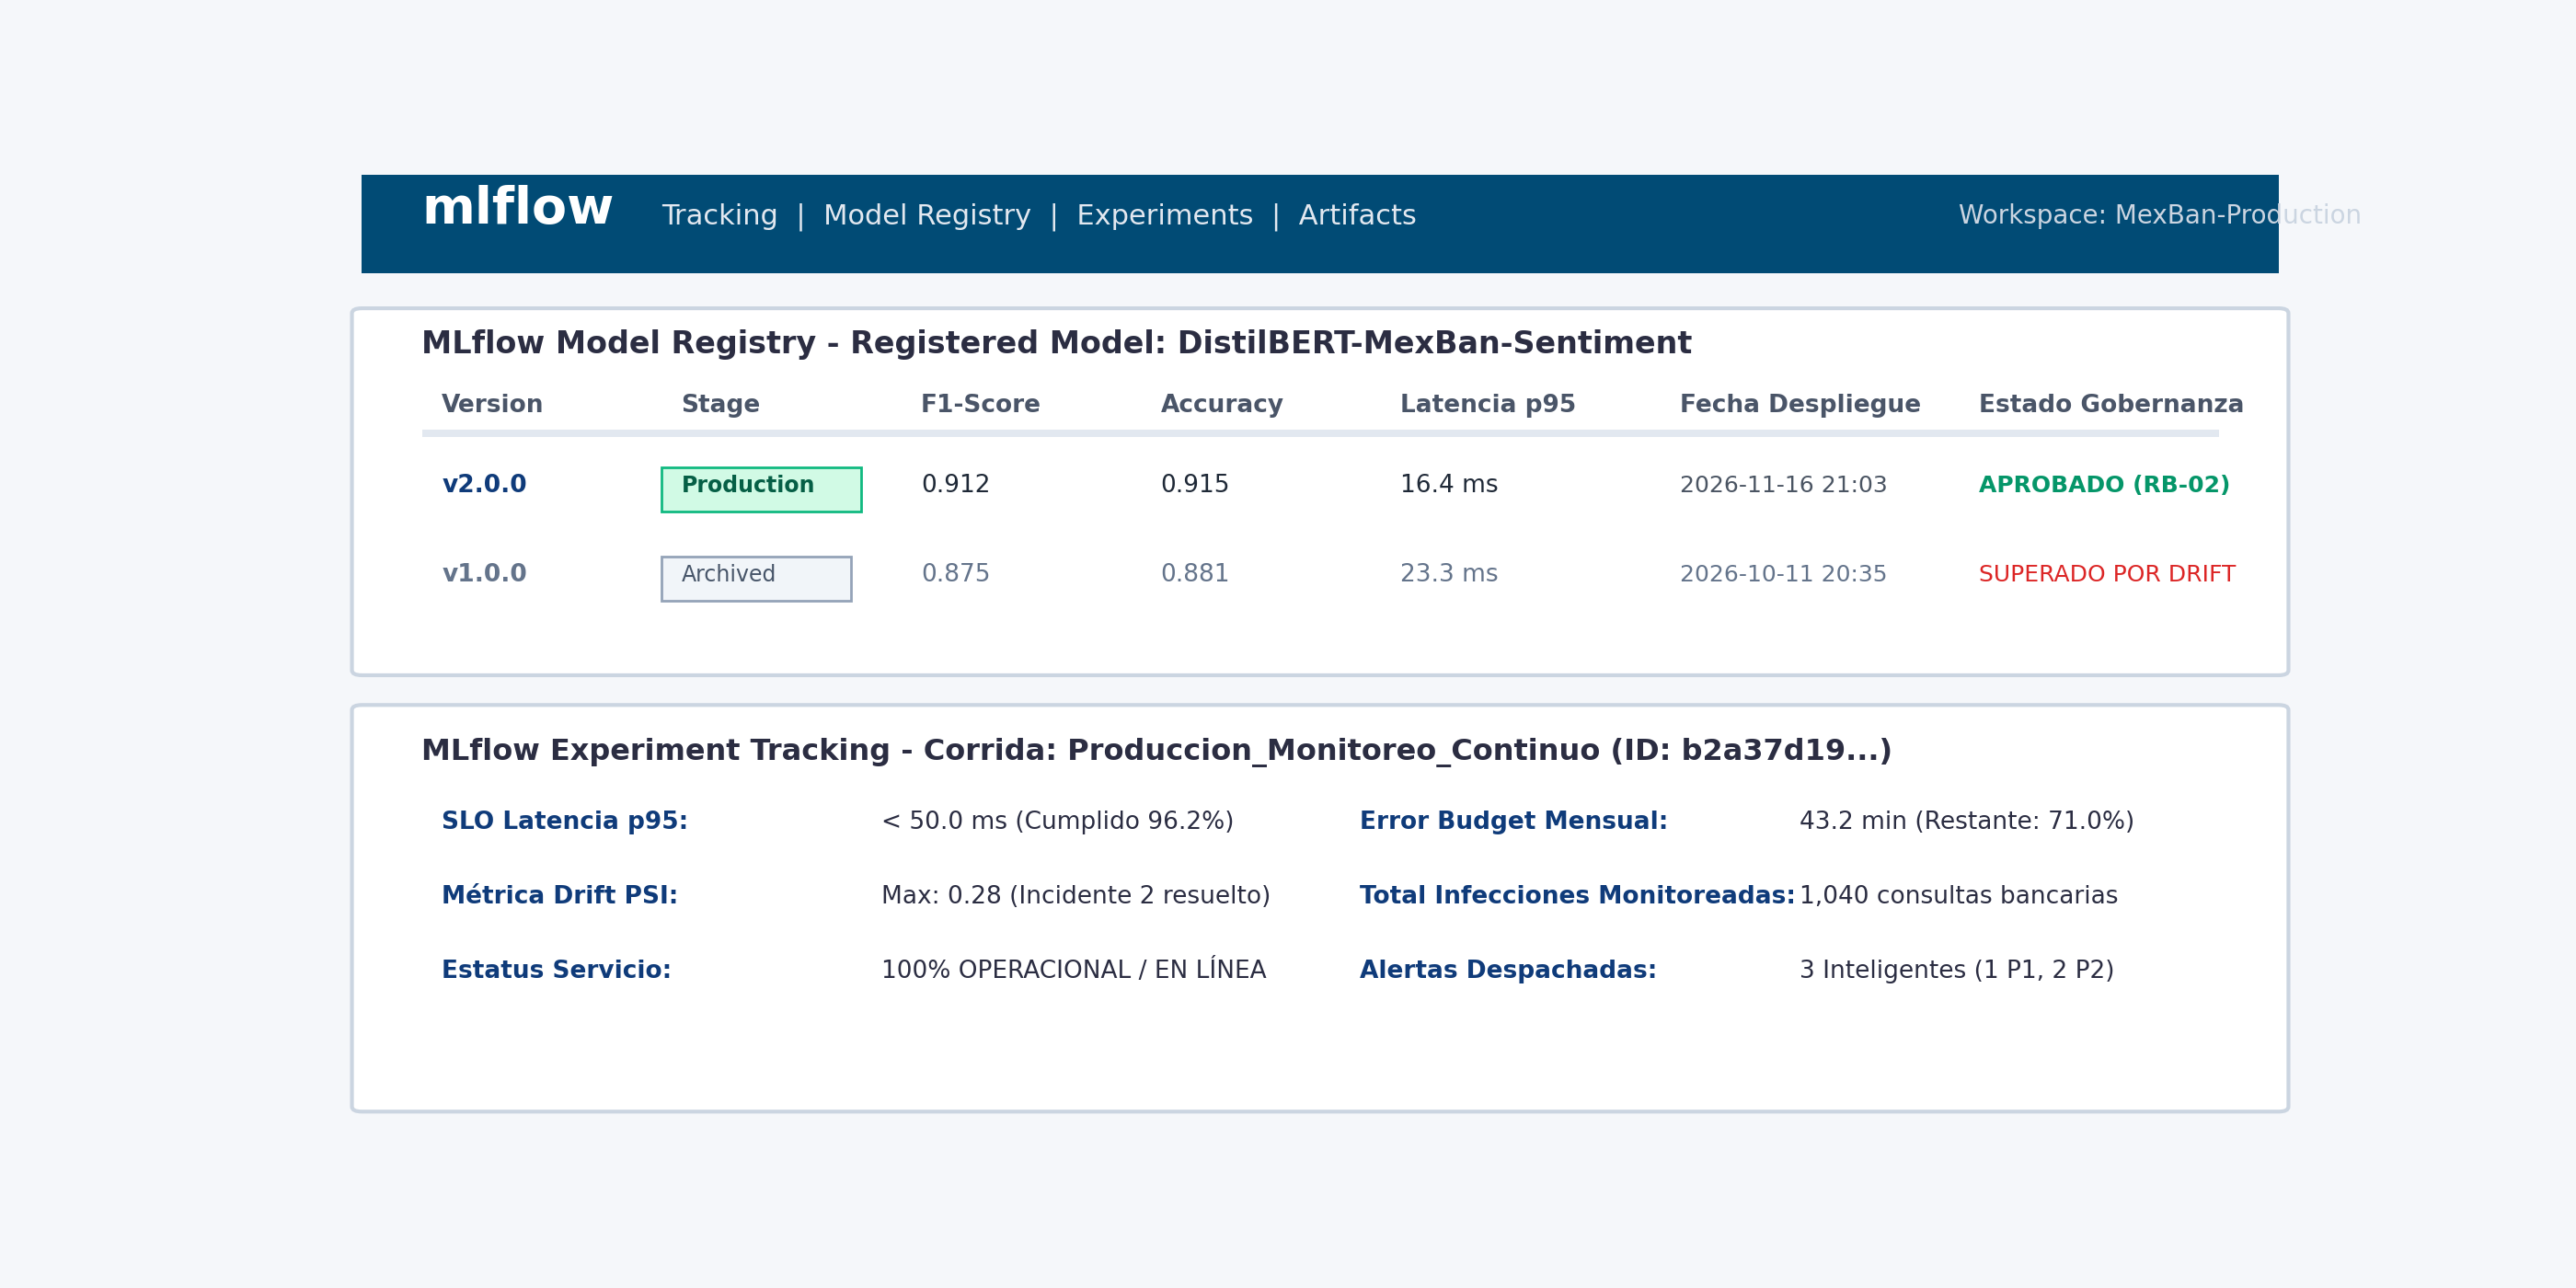 mlflow Tracking | Model Registry | Experiments | Artifacts Workspace: MexBan-Production
MLflow Model Registry - Registered Model: DistilBERT-MexBan-Sentiment
Version Stage F1-Score Accuracy Latencia p95 Fecha Despliegue Estado Gobernanza
v2.0.0 Production 0.912 0.915 16.4 ms 2026-11-16 21:03 APROBADO (RB-02)
v1.0.0 Archived 0.875 0.881 23.3 ms 2026-10-11 20:35 SUPERADO POR DRIFT
MLflow Experiment Tracking - Corrida: Produccion_Monitoreo_Continuo (ID: b2a37d19...)
SLO Latencia p95: < 50.0 ms (Cumplido 96.2%) Error Budget Mensual: 43.2 min (Restante: 71.0%)
Métrica Drift PSI: Max: 0.28 (Incidente 2 resuelto) Total Infecciones Monitoreadas: 1,040 consultas bancarias
Estatus Servicio: 100% OPERACIONAL / EN LÍNEA Alertas Despachadas: 3 Inteligentes (1 P1, 2 P2)